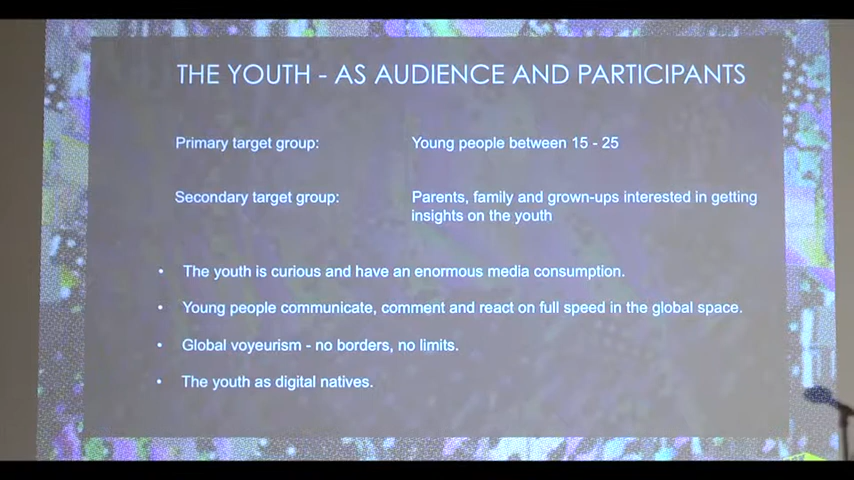 THE YOUTH - AS AUDIENCE AND PARTICIPANTS
Primary target group: Young people between 15 - 25
Secondary target group: Parents, family and grown-ups interested in getting
insights on the youth
• The youth is curious and have an enormous media consumption.
• Young people communicate, comment and react on full speed in the global space.
• Global voyeurism - no borders, no limits.
• The youth as digital natives.